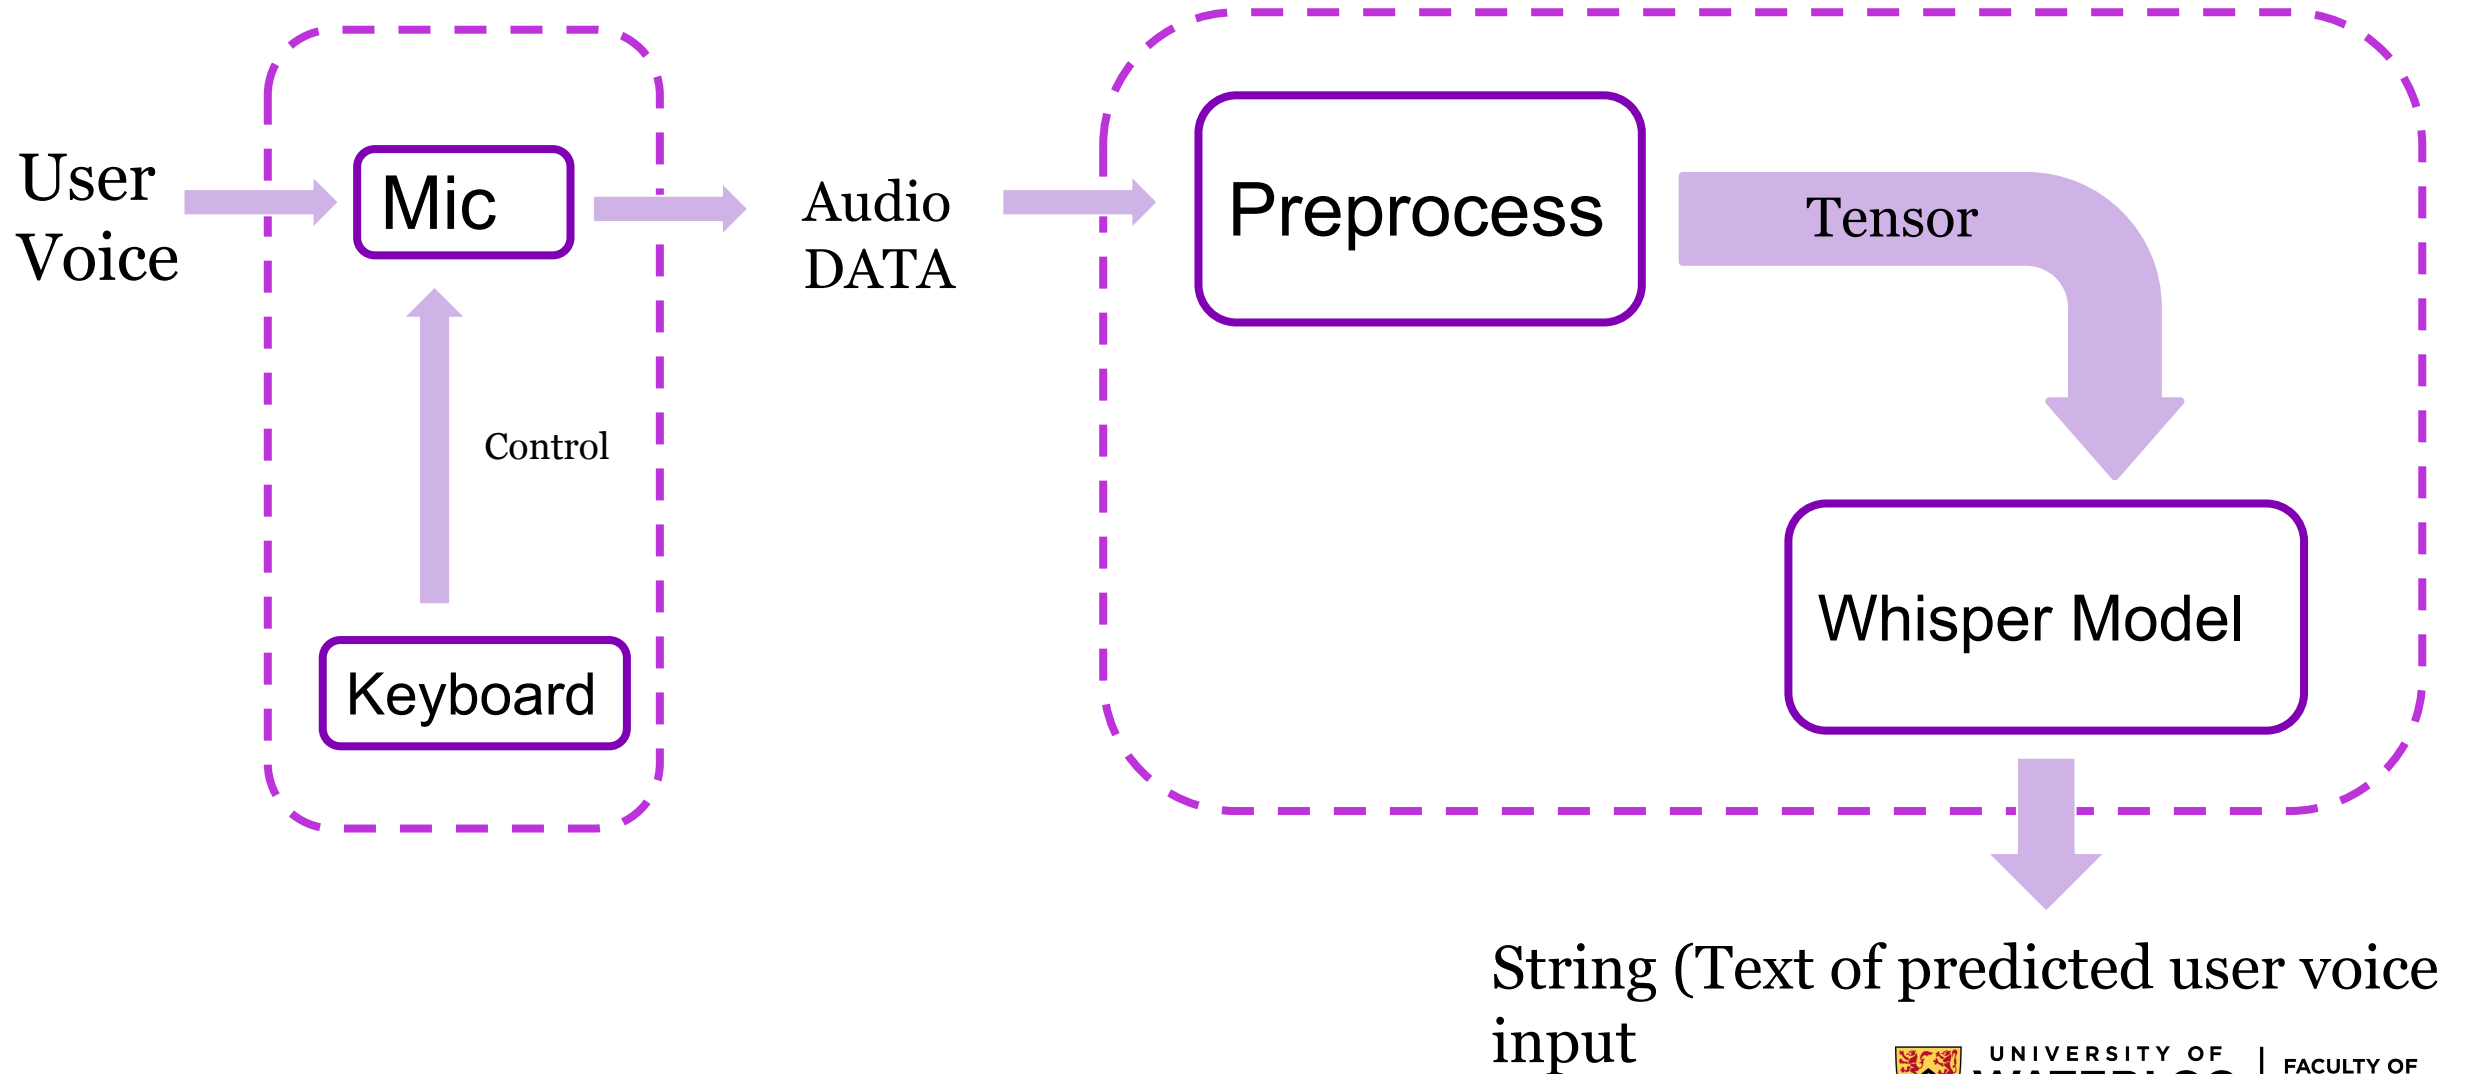 User
Voice
Mic
Control
Keyboard
Audio
DATA
Preprocess
Tensor
Whisper Model
String (Text of predicted user voice
input
UNIVERSITY OF
WATERLOO
FACULTY OF